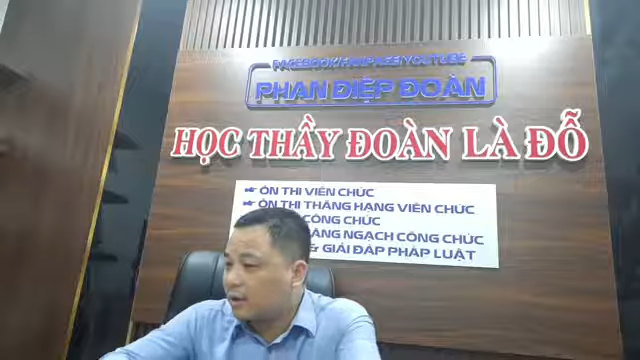 FACEBOOK/FANPAGE/YOUTUBE
PHAN DIỆP ĐOÀN
HỌC THẦY ĐOÀN LÀ ĐỖ
ÔN THI VIÊN CHỨC
ÔN THI THĂNG HẠNG VIÊN CHỨC
CÔNG CHỨC
NGẠCH CÔNG CHỨC
& GIẢI ĐÁP PHÁP LUẬT